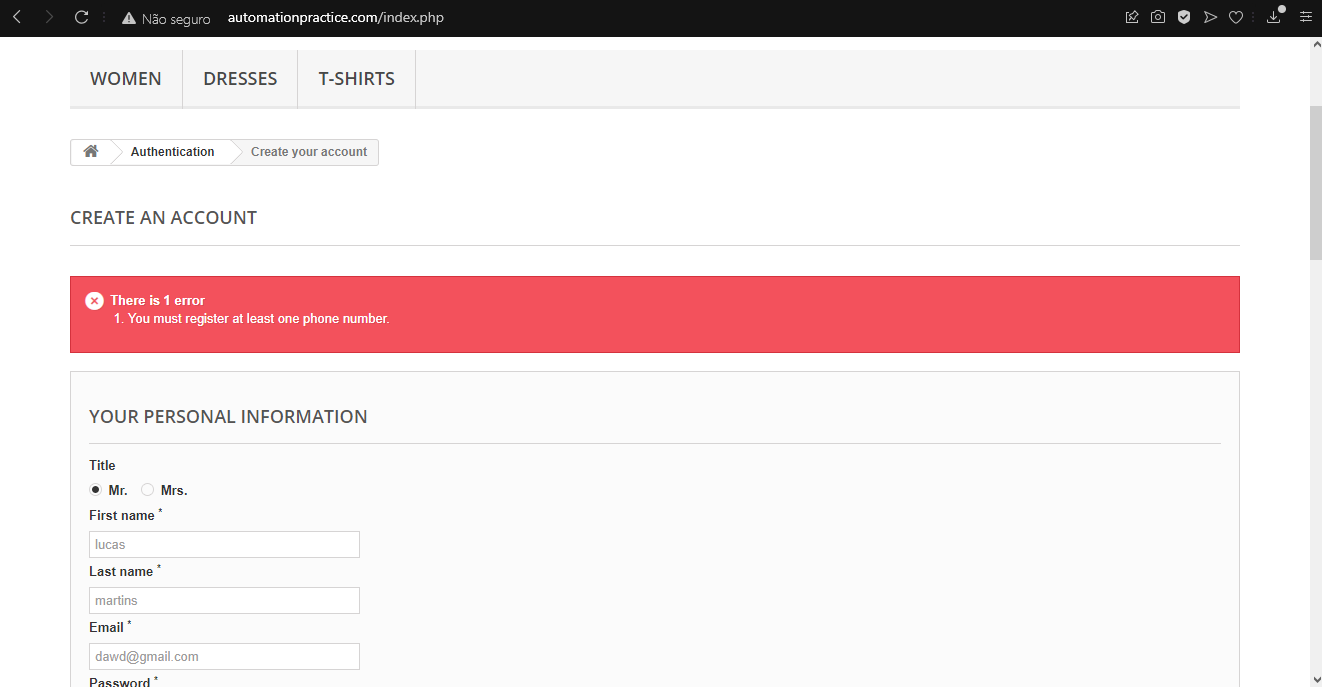 Não seguro automationpractice.com/index.php
WOMEN DRESSES T-SHIRTS
Authentication Create your account
CREATE AN ACCOUNT
There is 1 error
1. You must register at least one phone number.
YOUR PERSONAL INFORMATION
Title
Mr. Mrs.
First name *
lucas
Last name *
martins
Email *
dawd@gmail.com
Password *